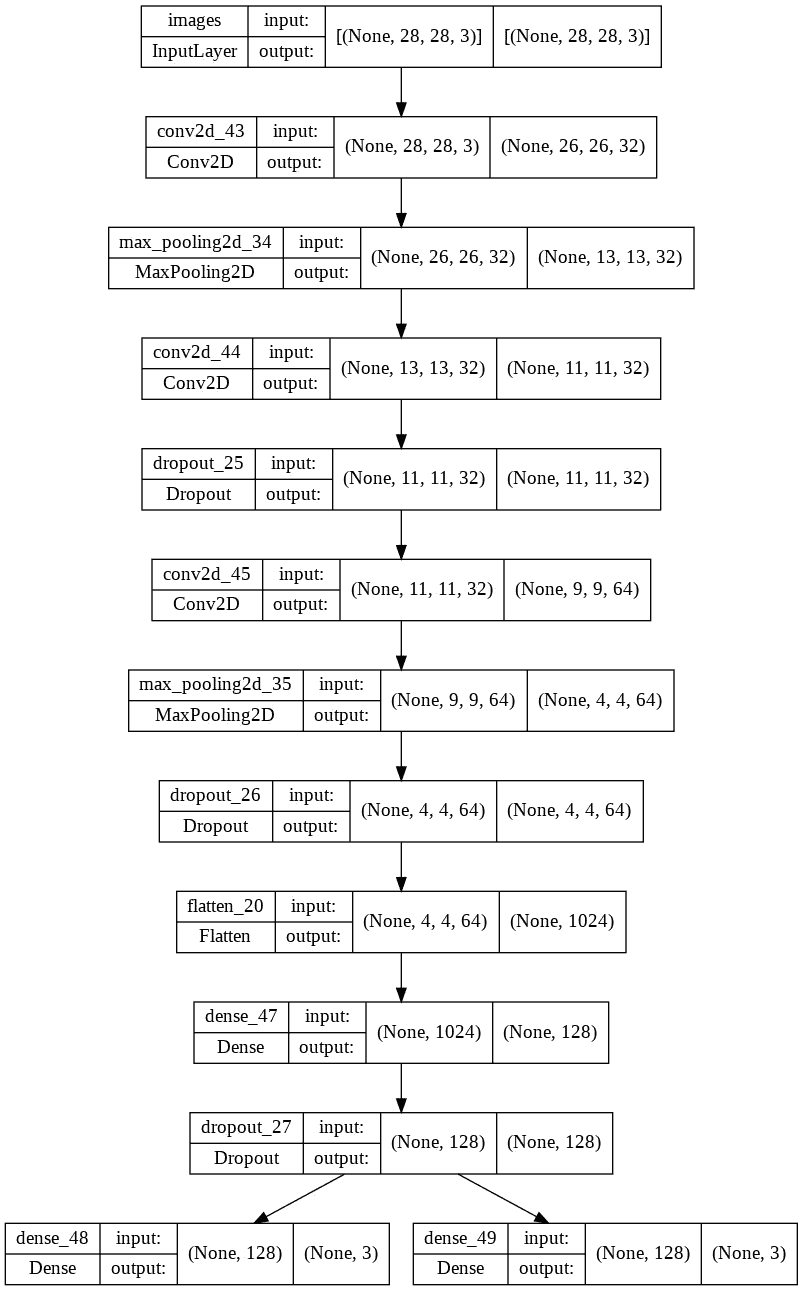 images input: [(None, 28, 28, 3)] [(None, 28, 28, 3)]
InputLayer output:
conv2d_43 input: (None, 28, 28, 3) (None, 26, 26, 32)
Conv2D output:
max_pooling2d_34 input: (None, 26, 26, 32) (None, 13, 13, 32)
MaxPooling2D output:
conv2d_44 input: (None, 13, 13, 32) (None, 11, 11, 32)
Conv2D output:
dropout_25 input: (None, 11, 11, 32) (None, 11, 11, 32)
Dropout output:
conv2d_45 input: (None, 11, 11, 32) (None, 9, 9, 64)
Conv2D output:
max_pooling2d_35 input: (None, 9, 9, 64) (None, 4, 4, 64)
MaxPooling2D output:
dropout_26 input: (None, 4, 4, 64) (None, 4, 4, 64)
Dropout output:
flatten_20 input: (None, 4, 4, 64) (None, 1024)
Flatten output:
dense_47 input: (None, 1024) (None, 128)
Dense output:
dropout_27 input: (None, 128) (None, 128)
Dropout output:
dense_48 input: (None, 128) (None, 3)
Dense output:
dense_49 input: (None, 128) (None, 3)
Dense output: